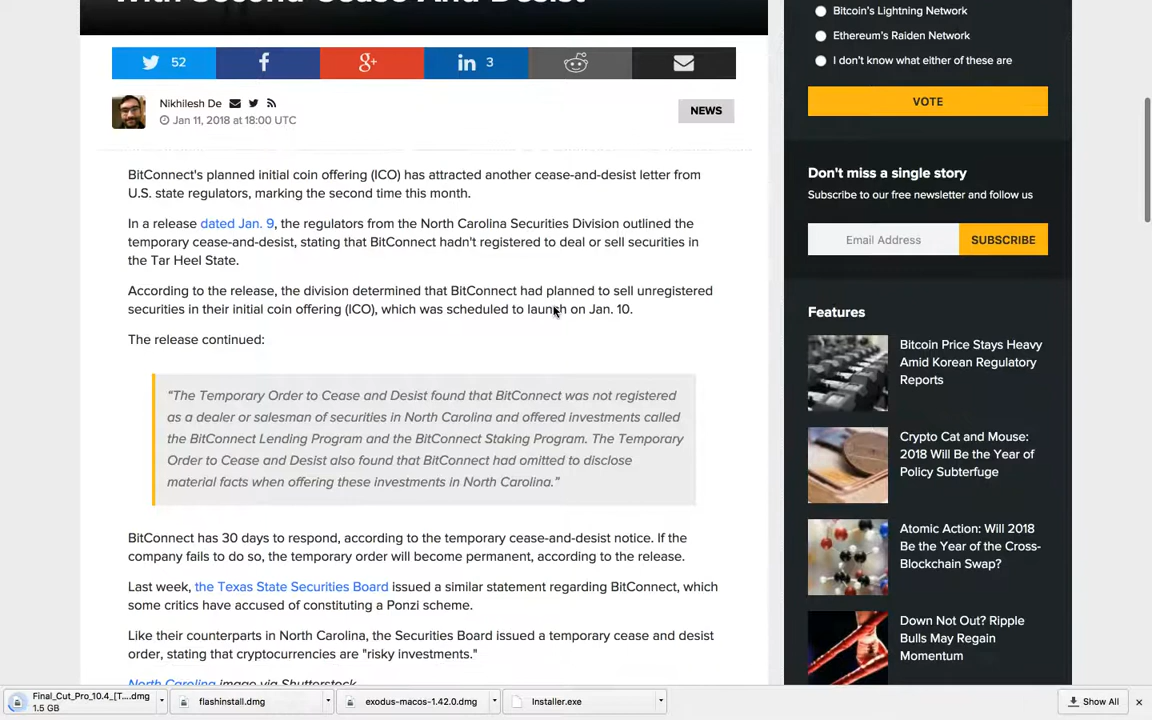 With Second Cease And Desist
52
3
Nikhilesh De
Jan 11, 2018 at 18:00 UTC
NEWS
BitConnect's planned initial coin offering (ICO) has attracted another cease-and-desist letter from
U.S. state regulators, marking the second time this month.
In a release dated Jan. 9, the regulators from the North Carolina Securities Division outlined the
temporary cease-and-desist, stating that BitConnect hadn't registered to deal or sell securities in
the Tar Heel State.
According to the release, the division determined that BitConnect had planned to sell unregistered
securities in their initial coin offering (ICO), which was scheduled to launch on Jan. 10.
The release continued:
“The Temporary Order to Cease and Desist found that BitConnect was not registered
as a dealer or salesman of securities in North Carolina and offered investments called
the BitConnect Lending Program and the BitConnect Staking Program. The Temporary
Order to Cease and Desist also found that BitConnect had omitted to disclose
material facts when offering these investments in North Carolina.”
BitConnect has 30 days to respond, according to the temporary cease-and-desist notice. If the
company fails to do so, the temporary order will become permanent, according to the release.
Last week, the Texas State Securities Board issued a similar statement regarding BitConnect, which
some critics have accused of constituting a Ponzi scheme.
Like their counterparts in North Carolina, the Securities Board issued a temporary cease and desist
order, stating that cryptocurrencies are "risky investments."
North Carolina image via Shutterstock
Bitcoin's Lightning Network
Ethereum's Raiden Network
I don't know what either of these are
VOTE
Don't miss a single story
Subscribe to our free newsletter and follow us
Email Address
SUBSCRIBE
Features
Bitcoin Price Stays Heavy
Amid Korean Regulatory
Reports
Crypto Cat and Mouse:
2018 Will Be the Year of
Policy Subterfuge
Atomic Action: Will 2018
Be the Year of the Cross-
Blockchain Swap?
Down Not Out? Ripple
Bulls May Regain
Momentum
Final_Cut_Pro_10.4_[T....dmg
1.5 GB
flashinstall.dmg
exodus-macos-1.42.0.dmg
Installer.exe
Show All